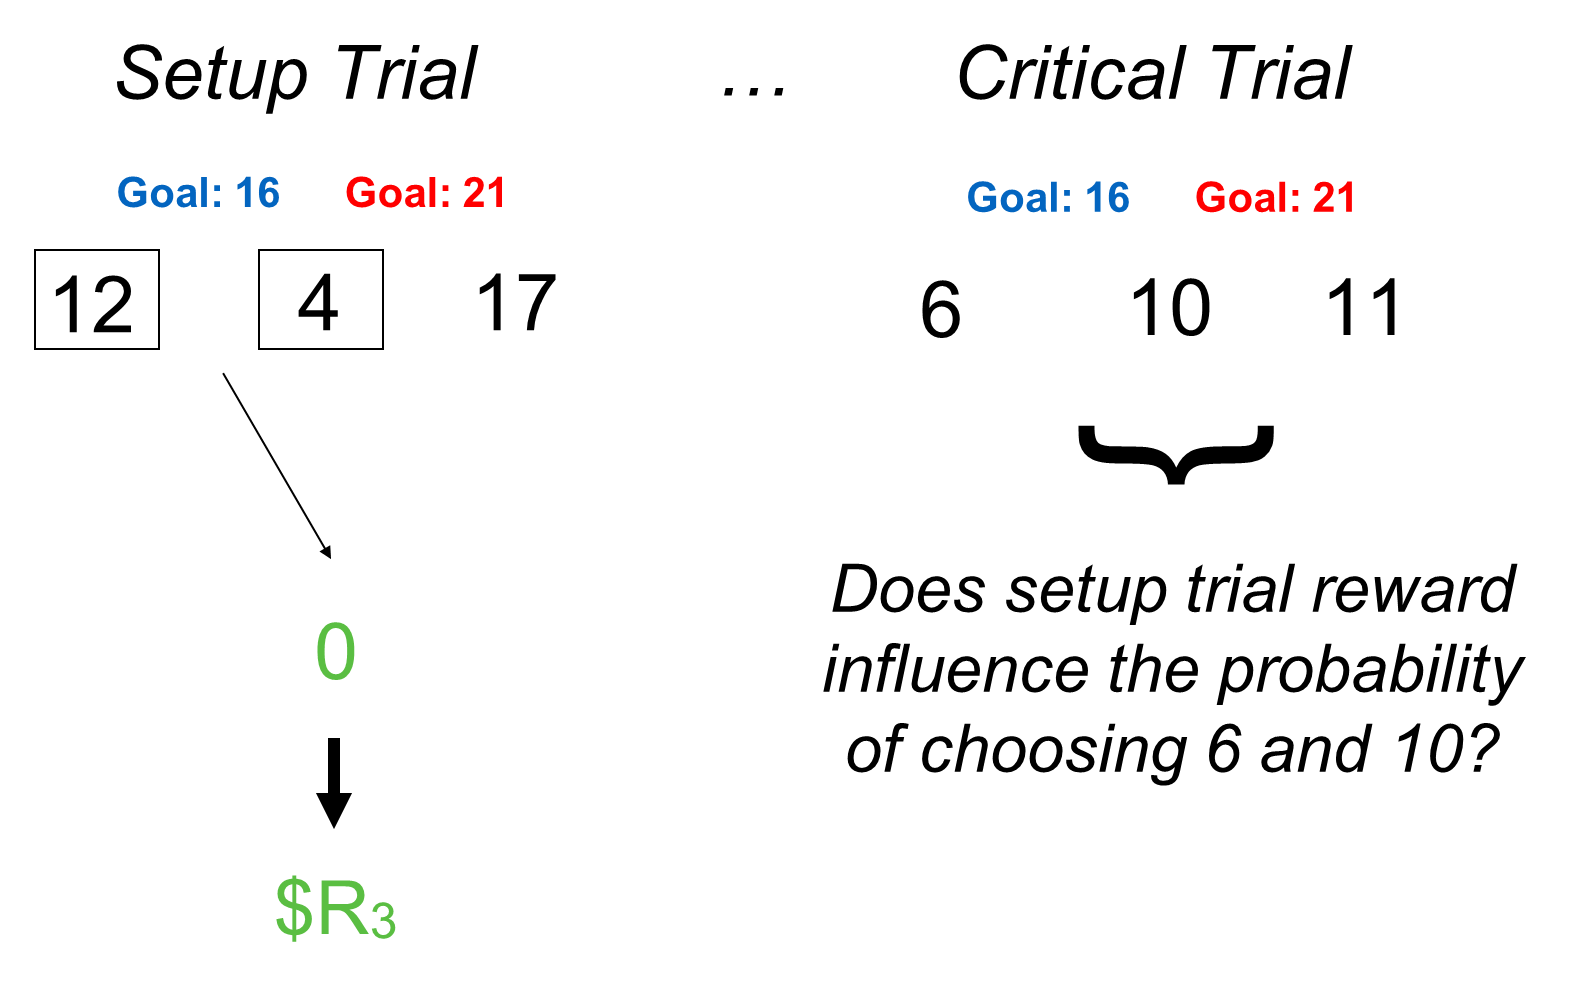 Setup Trial … Critical Trial
Goal: 16 Goal: 21 Goal: 16 Goal: 21
12 4 17 6 10 11
Does setup trial reward
influence the probability
of choosing 6 and 10?
0
$R3